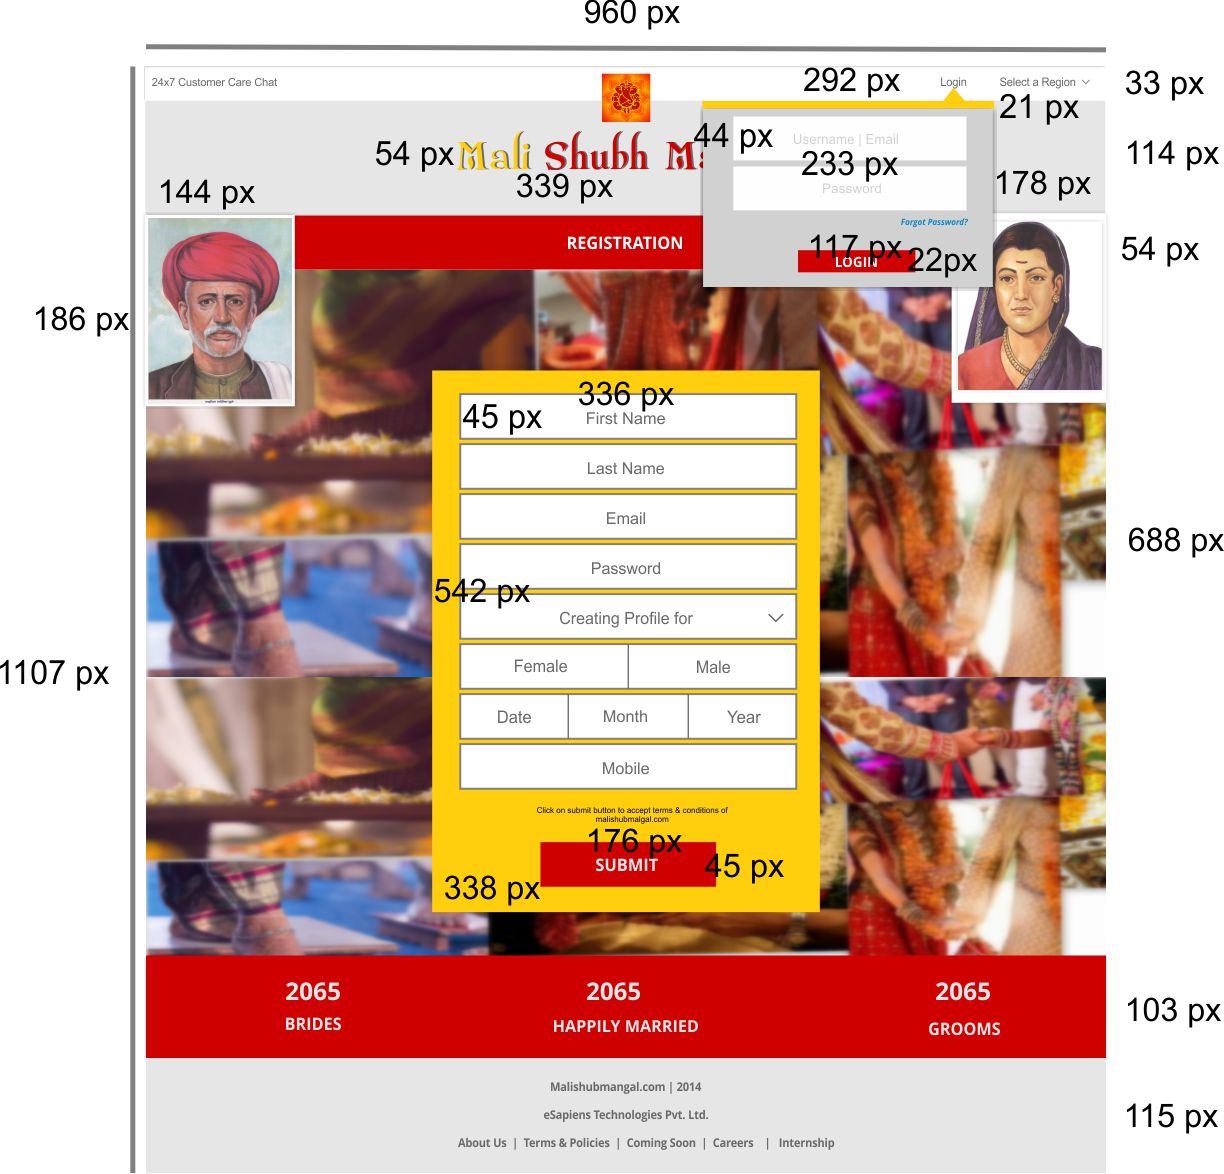 960 px
24x7 Customer Care Chat
292 px
Login
Select a Region
33 px
21 px
44 px
Username | Email
54 px
Mali Shubh Ma
114 px
233 px
Password
178 px
144 px
339 px
Forgot Password?
REGISTRATION
117 px
54 px
LOGIN
22px
186 px
336 px
45 px
First Name
Last Name
Email
688 px
Password
542 px
Creating Profile for
Female
Male
1107 px
Date
Month
Year
Mobile
Click on submit button to accept terms & conditions of
malishubmalgal.com
176 px
SUBMIT
45 px
338 px
2065
2065
2065
BRIDES
HAPPILY MARRIED
GROOMS
103 px
Malishubmangal.com | 2014
eSapiens Technologies Pvt. Ltd.
115 px
About Us | Terms & Policies | Coming Soon | Careers | Internship